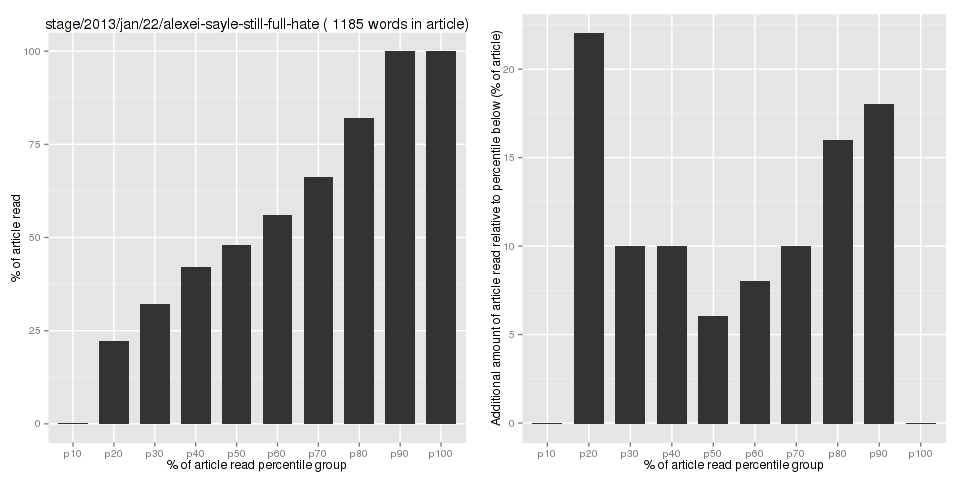 stage/2013/jan/22/alexei-sayle-still-full-hate ( 1185 words in article)
% of article read
100
75
50
25
0
p10 p20 p30 p40 p50 p60 p70 p80 p90 p100
% of article read percentile group
Additional amount of article read relative to percentile below (% of article)
20
15
10
5
0
p10 p20 p30 p40 p50 p60 p70 p80 p90 p100
% of article read percentile group